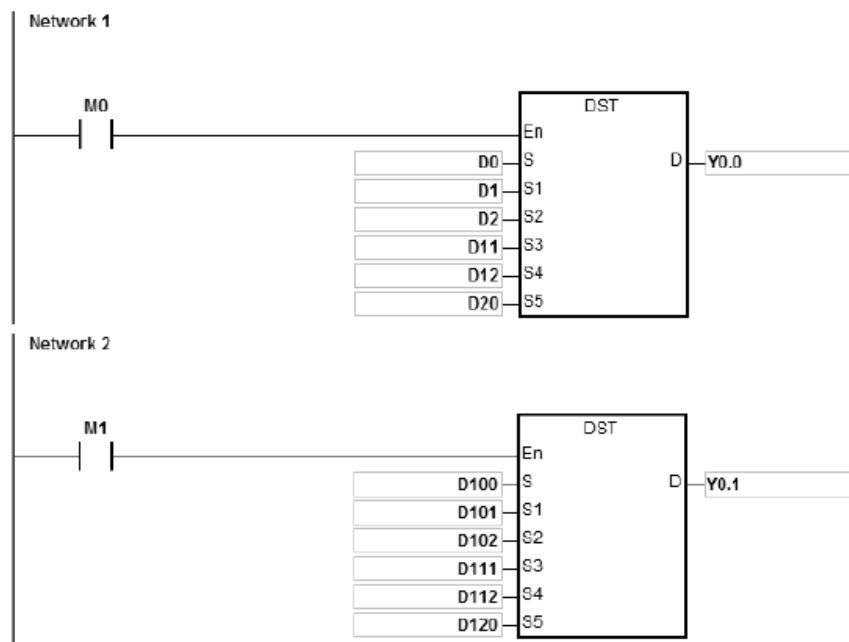 Network 1
M0
DST
En
D0 S D Y0.0
D1 S1
D2 S2
D11 S3
D12 S4
D20 S5
Network 2
M1
DST
En
D100 S D Y0.1
D101 S1
D102 S2
D111 S3
D112 S4
D120 S5